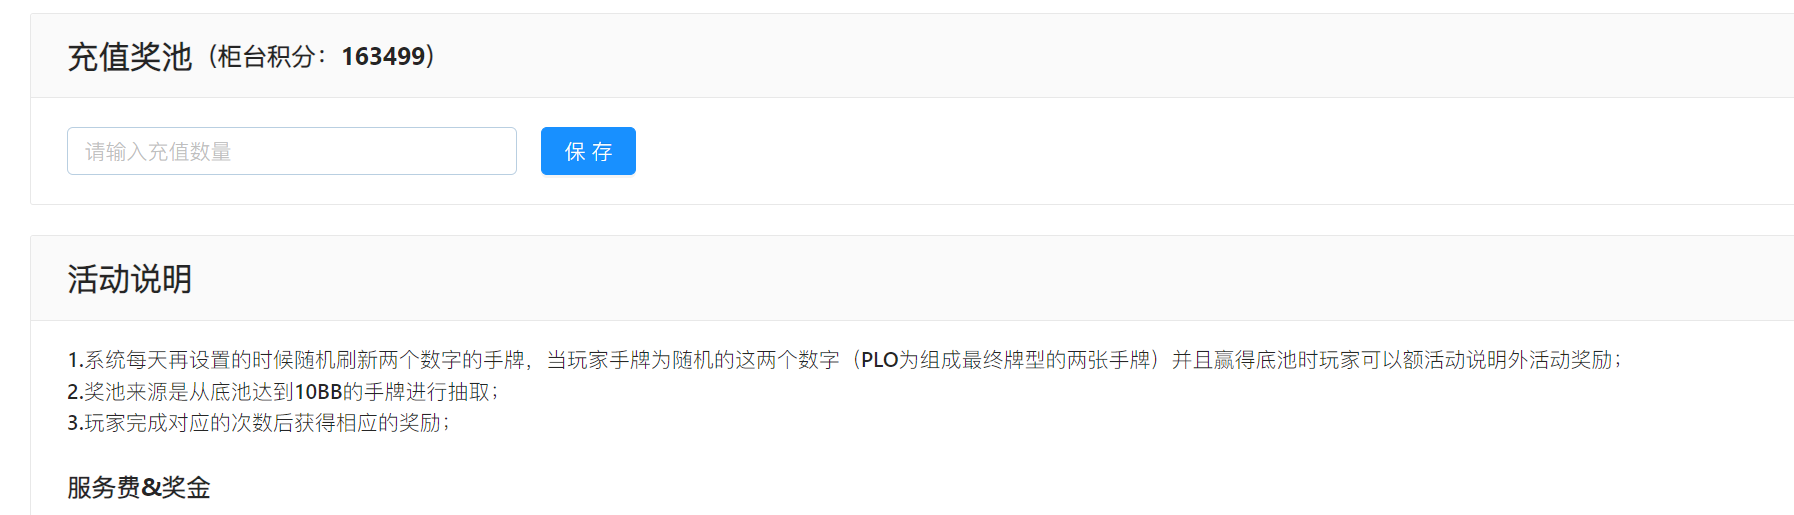 充值奖池（柜台积分：163499）
请输入充值数量
保 存
活动说明
1.系统每天再设置的时候随机刷新两个数字的手牌，当玩家手牌为随机的这两个数字（PLO为组成最终牌型的两张手牌）并且赢得底池时玩家可以额活动说明外活动奖励；
2.奖池来源是从底池达到10BB的手牌进行抽取；
3.玩家完成对应的次数后获得相应的奖励；
服务费&奖金